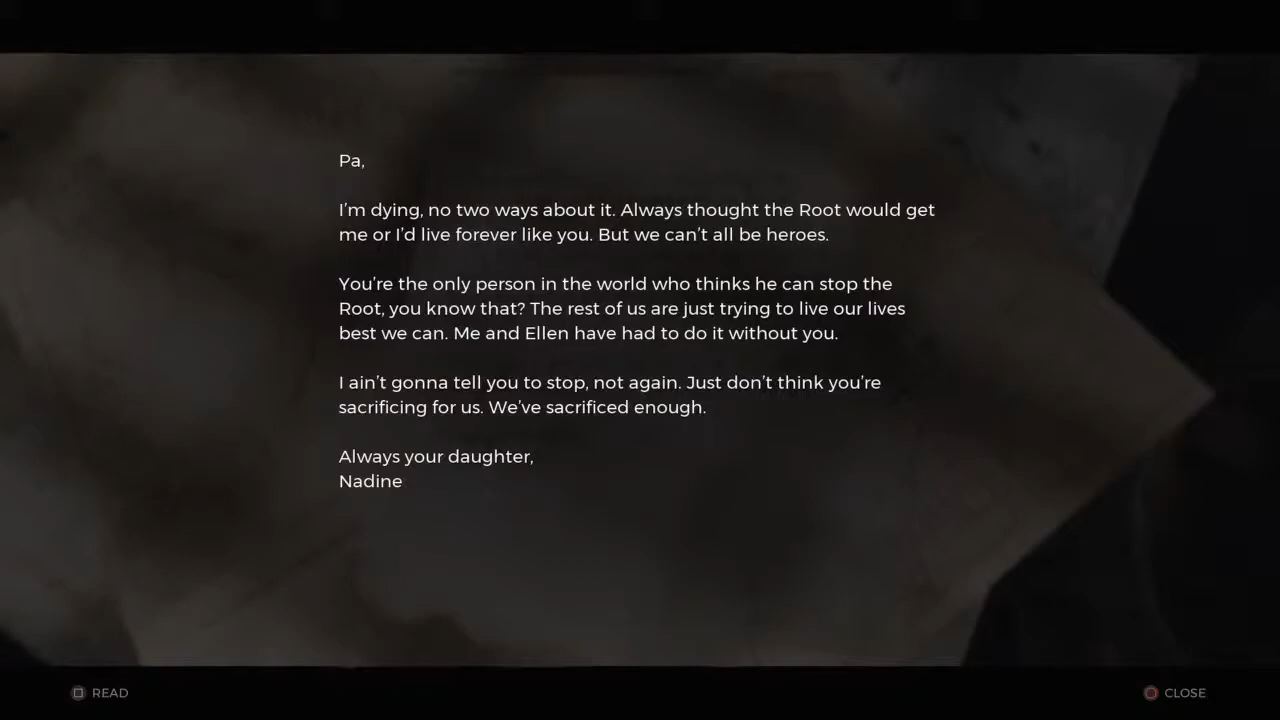 Pa,
I'm dying, no two ways about it. Always thought the Root would get
me or I'd live forever like you. But we can't all be heroes.
You're the only person in the world who thinks he can stop the
Root, you know that? The rest of us are just trying to live our lives
best we can. Me and Ellen have had to do it without you.
I ain't gonna tell you to stop, not again. Just don't think you're
sacrificing for us. We've sacrificed enough.
Always your daughter,
Nadine
READ
CLOSE